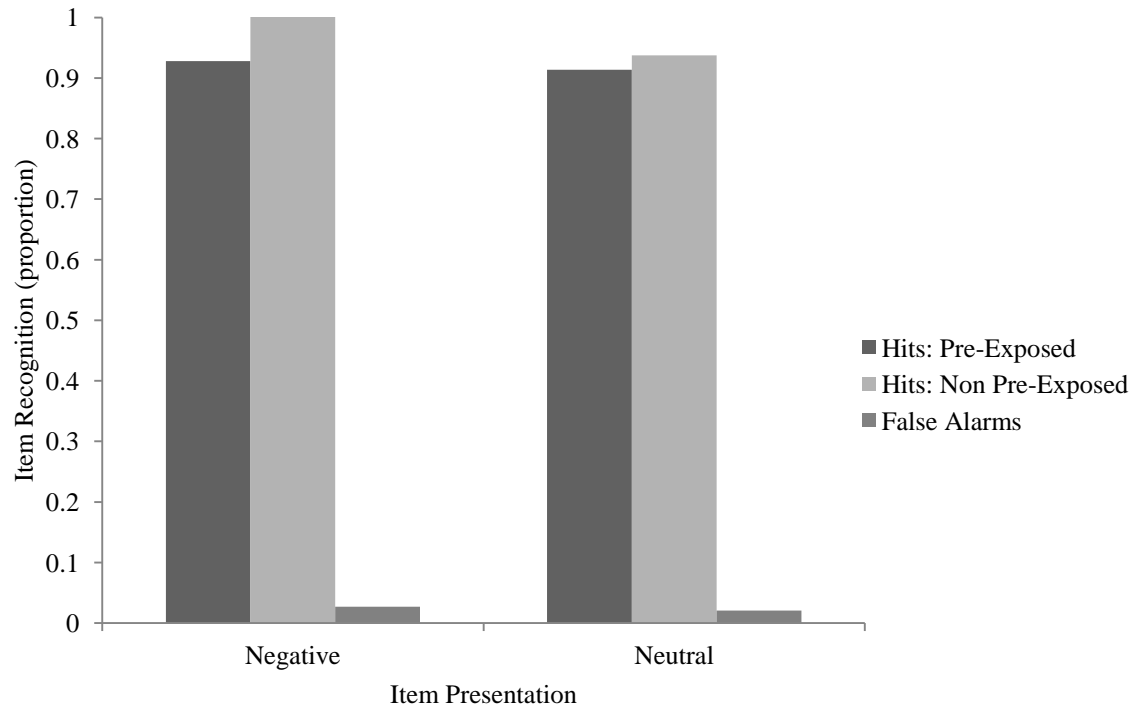 1
0.9
0.8
0.7
0.6
0.5
0.4
0.3
0.2
0.1
0
Item Recognition (proportion)
Negative
Neutral
Item Presentation
Hits: Pre-Exposed
Hits: Non Pre-Exposed
False Alarms